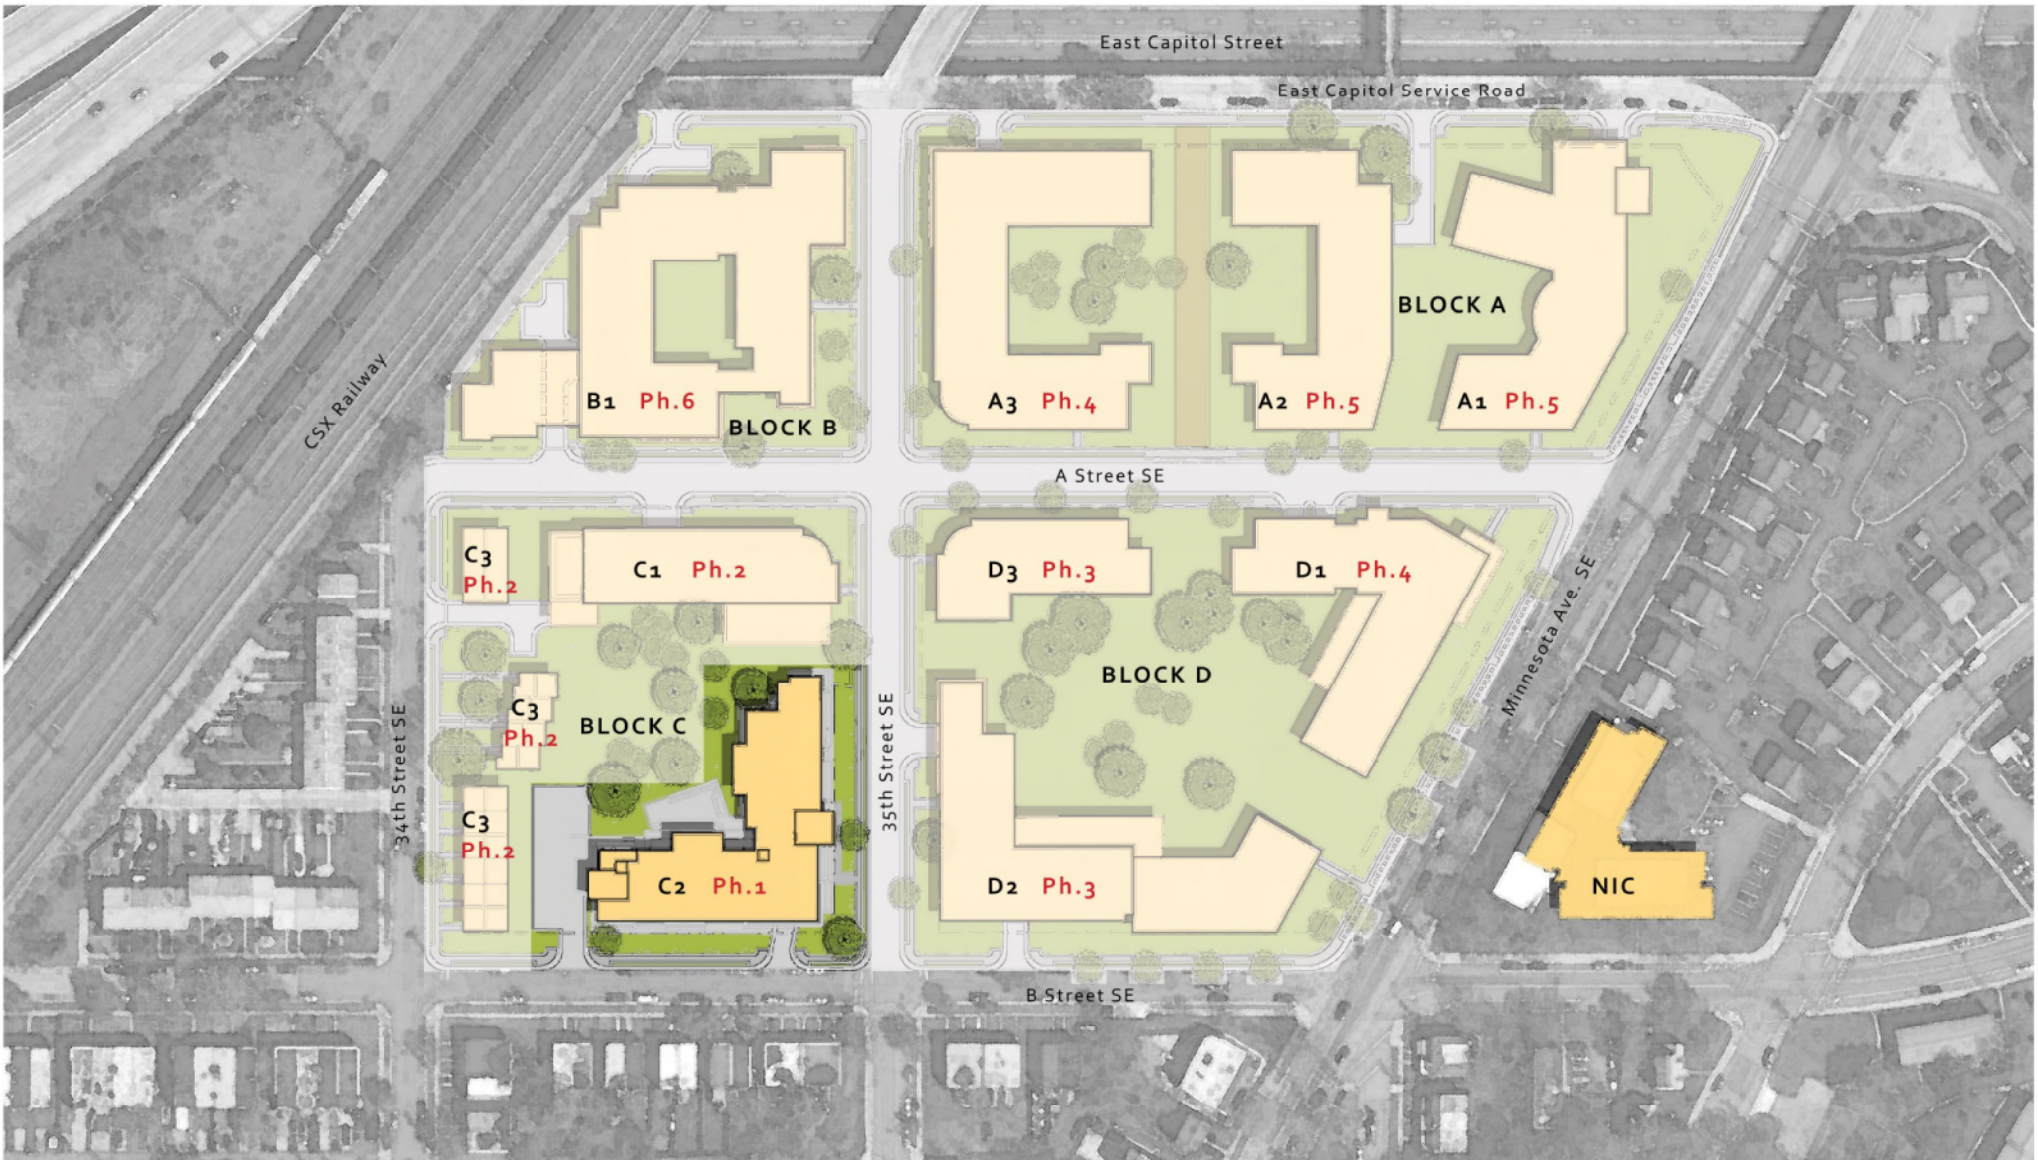 East Capitol Street
East Capitol Service Road
CSX Railway
BLOCK A
B1 Ph.6
BLOCK B
A3 Ph.4
A2 Ph.5
A1 Ph.5
A Street SE
C3
Ph.2
C1 Ph.2
D3 Ph.3
D1 Ph.4
Minnesota Ave. SE
BLOCK D
C3
Ph.2
BLOCK C
34th Street SE
35th Street SE
C3
Ph.2
C2 Ph.1
D2 Ph.3
NIC
B Street SE